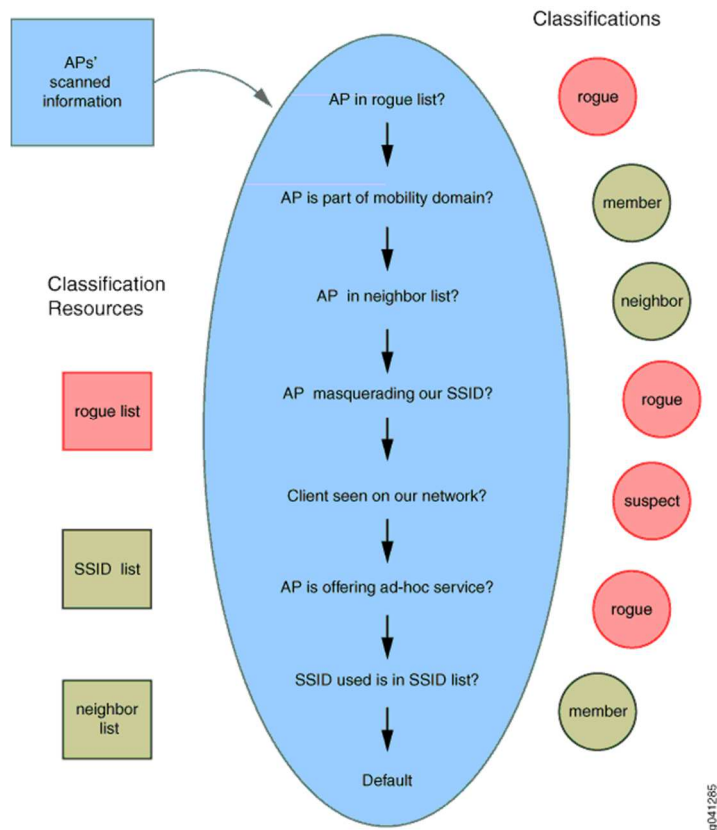 Classifications
APs'
scanned
information
AP in rogue list?
rogue
AP is part of mobility domain?
member
Classification
Resources
AP in neighbor list?
neighbor
rogue list
AP masquerading our SSID?
rogue
Client seen on our network?
suspect
SSID list
AP is offering ad-hoc service?
rogue
neighbor
list
SSID used is in SSID list?
member
Default
g041285